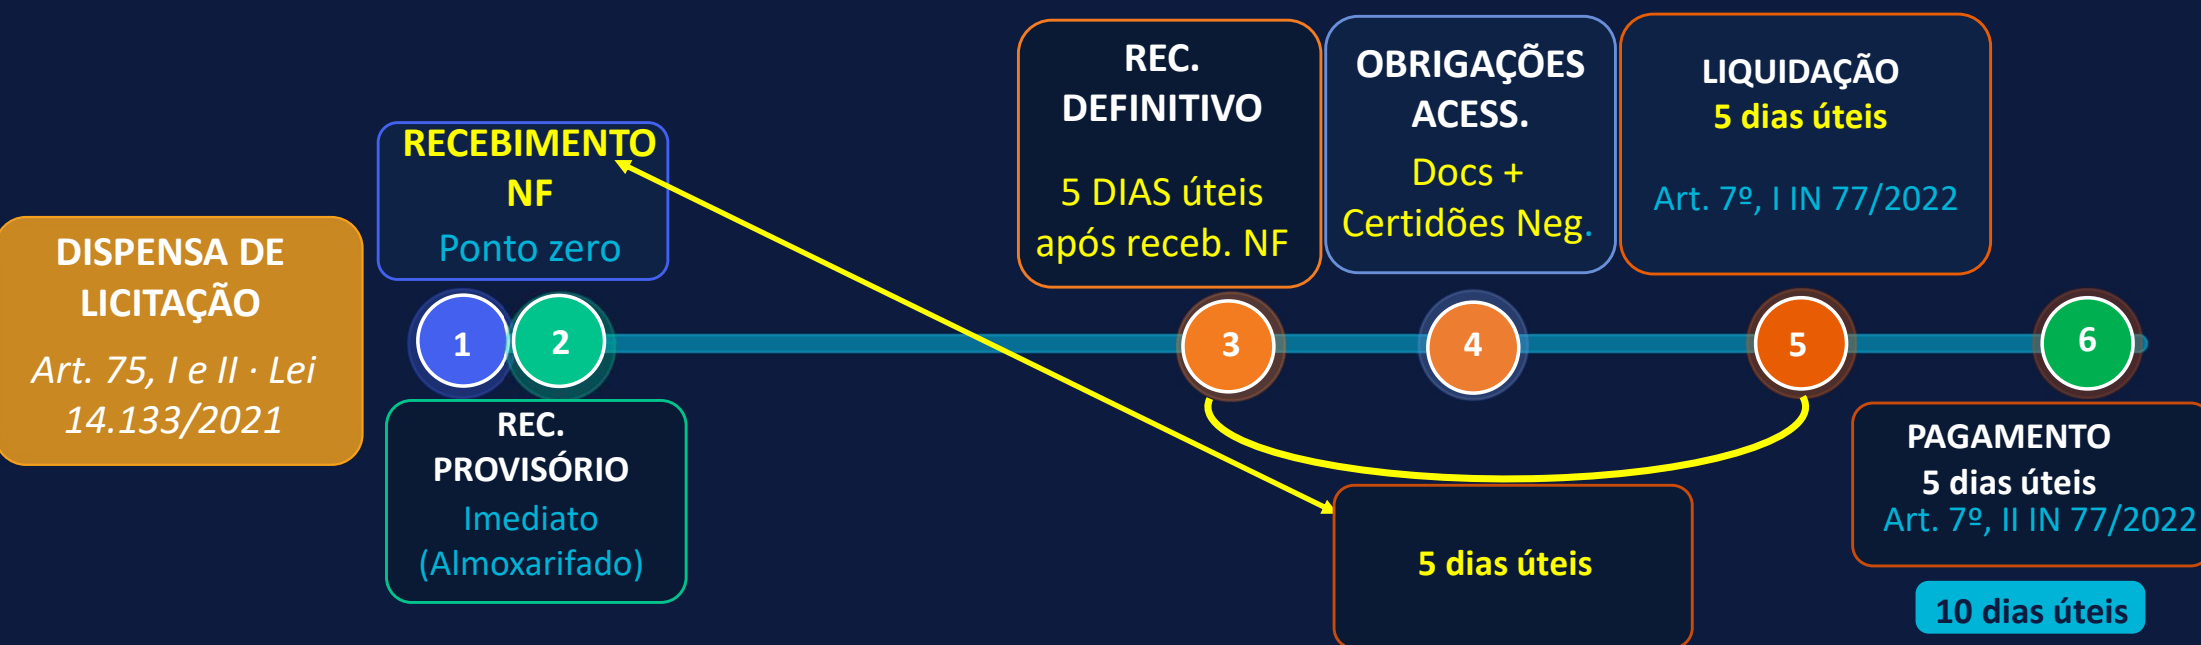 DISPENSA DE
LICITAÇÃO
Art. 75, I e II · Lei
14.133/2021
RECEBIMENTO
NF
Ponto zero
1
2
REC.
PROVISÓRIO
Imediato
(Almoxarifado)
REC.
DEFINITIVO
5 DIAS úteis
após receb. NF
3
OBRIGAÇÕES
ACESS.
Docs +
Certidões Neg.
4
LIQUIDAÇÃO
5 dias úteis
Art. 7º, I IN 77/2022
5
5 dias úteis
6
PAGAMENTO
5 dias úteis
Art. 7º, II IN 77/2022
10 dias úteis